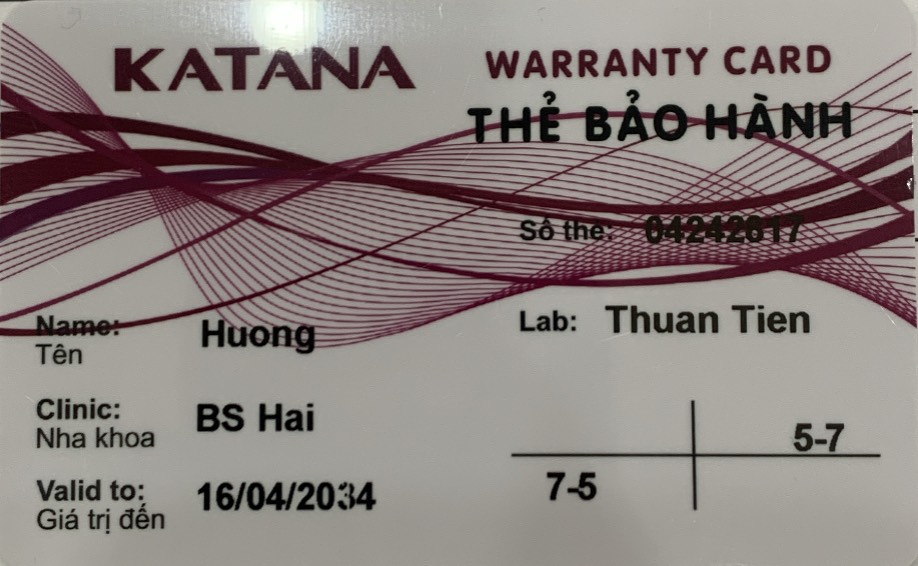 KATANA
WARRANTY CARD
THẺ BẢO HÀNH
Số thẻ: 04242617
Name: Huong
Tên
Lab: Thuan Tien
Clinic: BS Hai
Nha khoa
5-7
7-5
Valid to: 16/04/2034
Giá trị đến